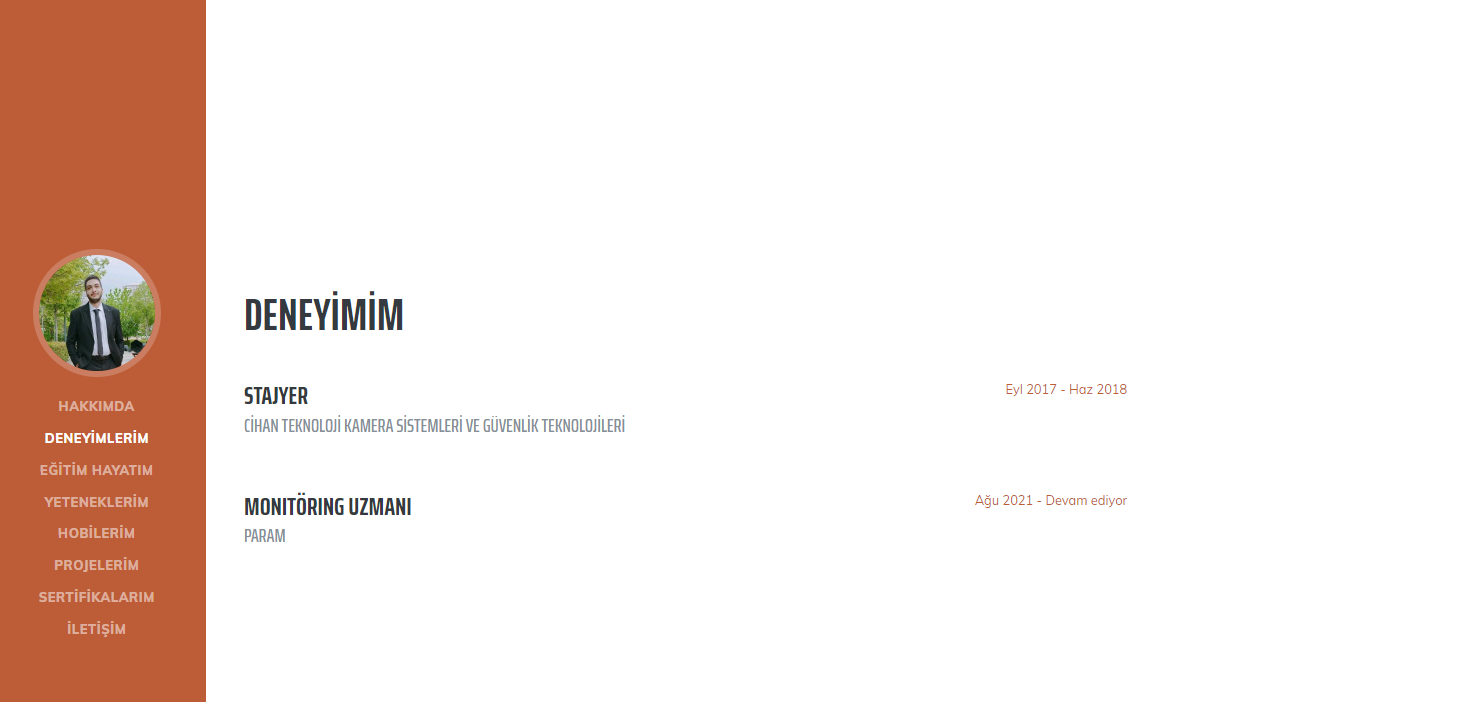 HAKKIMDA
DENEYİMLERİM
EĞİTİM HAYATIM
YETENEKLERİM
HOBİLERİM
PROJELERİM
SERTİFİKALARIM
İLETİŞİM
DENEYİMİM
STAJYER
Eyl 2017 - Haz 2018
CİHAN TEKNOLOJİ KAMERA SİSTEMLERİ VE GÜVENLİK TEKNOLOJİLERİ
MONITÖRING UZMANI
Ağu 2021 - Devam ediyor
PARAM